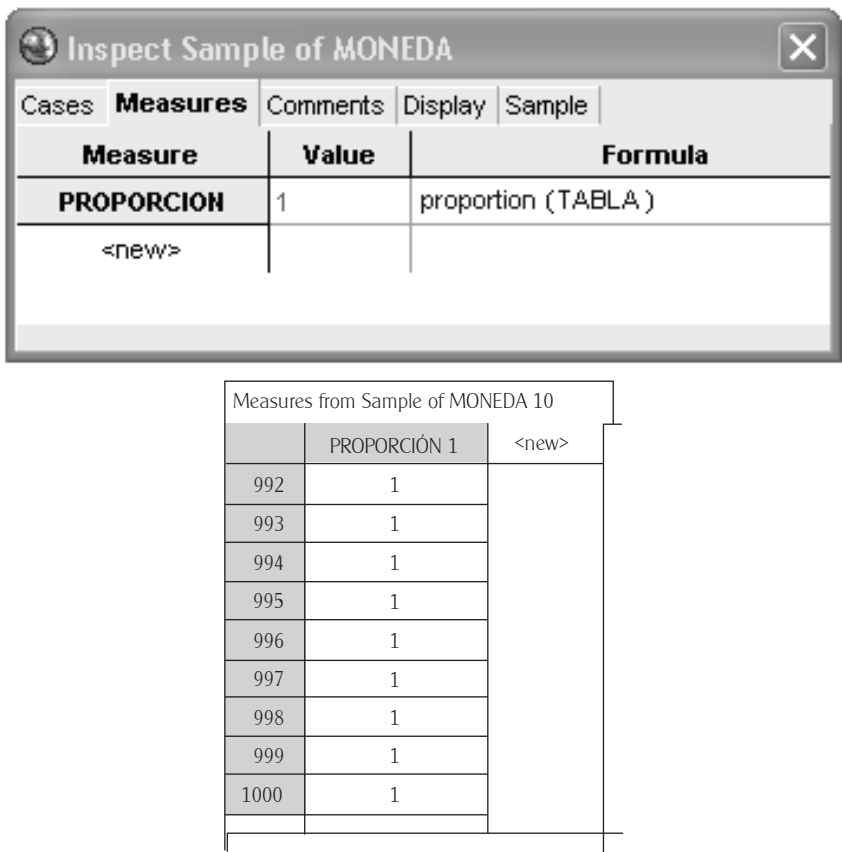 Inspect Sample of MONEDA
Cases Measures Comments Display Sample
Measure Value Formula
PROPORCION 1 proportion (TABLA)
<new>
Measures from Sample of MONEDA 10
PROPORCIÓN 1 <new>
992 1
993 1
994 1
995 1
996 1
997 1
998 1
999 1
1000 1